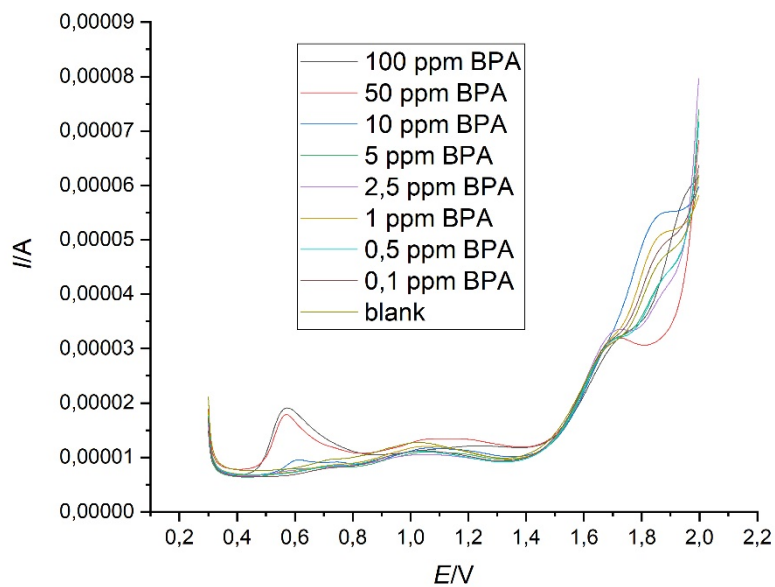 I/A
0,00009
0,00008
0,00007
0,00006
0,00005
0,00004
0,00003
0,00002
0,00001
0,00000
100 ppm BPA
50 ppm BPA
10 ppm BPA
5 ppm BPA
2,5 ppm BPA
1 ppm BPA
0,5 ppm BPA
0,1 ppm BPA
blank
0,2 0,4 0,6 0,8 1,0 1,2 1,4 1,6 1,8 2,0 2,2
E/V